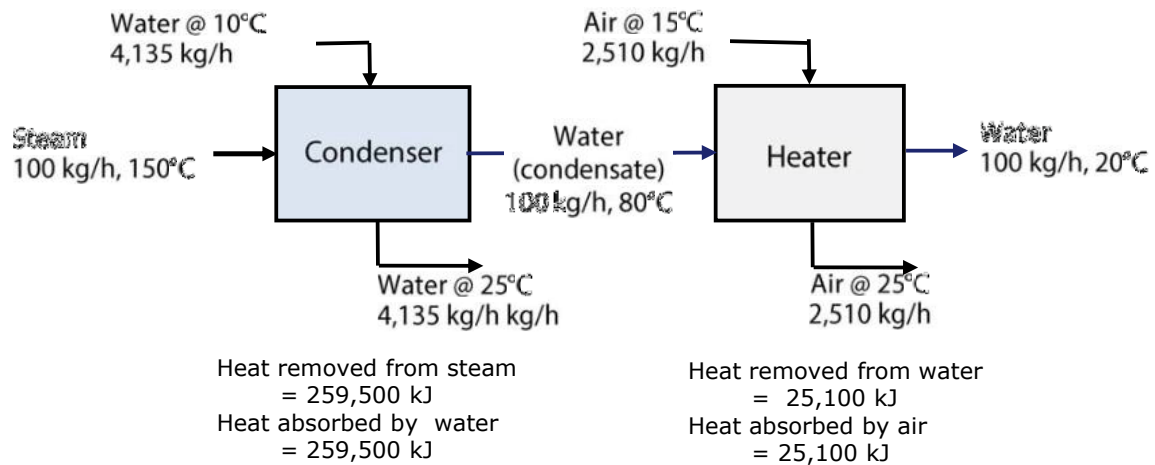 Water @ 10°C
4,135 kg/h
Air @ 15°C
2,510 kg/h
Steam
100 kg/h, 150°C
Condenser
Water
(condensate)
100 kg/h, 80°C
Heater
Water
100 kg/h, 20°C
Water @ 25°C
4,135 kg/h kg/h
Air @ 25°C
2,510 kg/h
Heat removed from steam
= 259,500 kJ
Heat absorbed by water
= 259,500 kJ
Heat removed from water
= 25,100 kJ
Heat absorbed by air
= 25,100 kJ